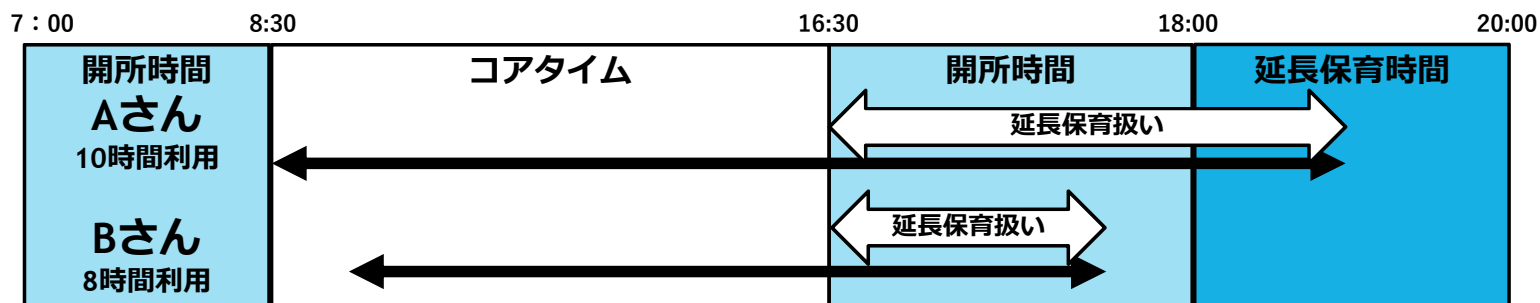 7：00 8:30 16:30 18:00 20:00
開所時間 コアタイム 開所時間 延長保育時間
Aさん 延長保育扱い
10時間利用
Bさん 延長保育扱い
8時間利用